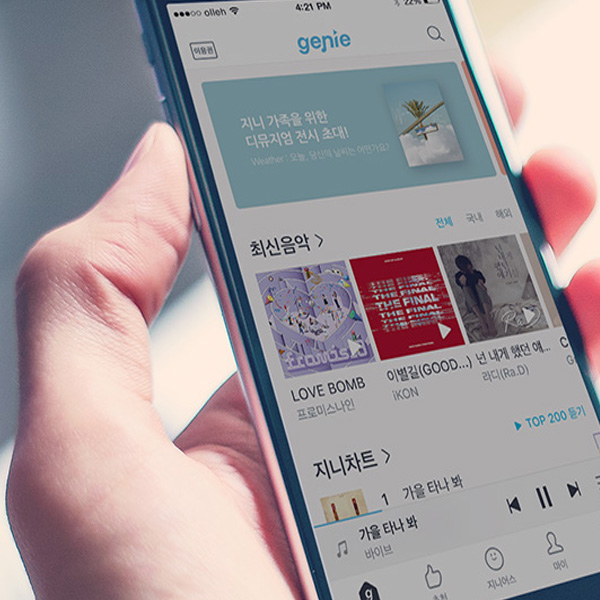 olleh 4:21 PM 22%
이용권 genie
지니 가족을 위한
디뮤지엄 전시 초대!
Weather : 오늘, 당신의 날씨는 어떤가요?
최신음악 > 전체 국내 해외
fromis_9
THE FINAL
THE FINAL
THE FINAL
THE FINAL
Ra.D
LOVE BOMB 이별길(GOOD...) 넌 내게 했던 얘...
프로미스나인 iKON 라디(Ra.D)
TOP 200 듣기
지니차트 >
1 가을 타나 봐
가을 타나 봐
바이브
추천 지니어스 마이